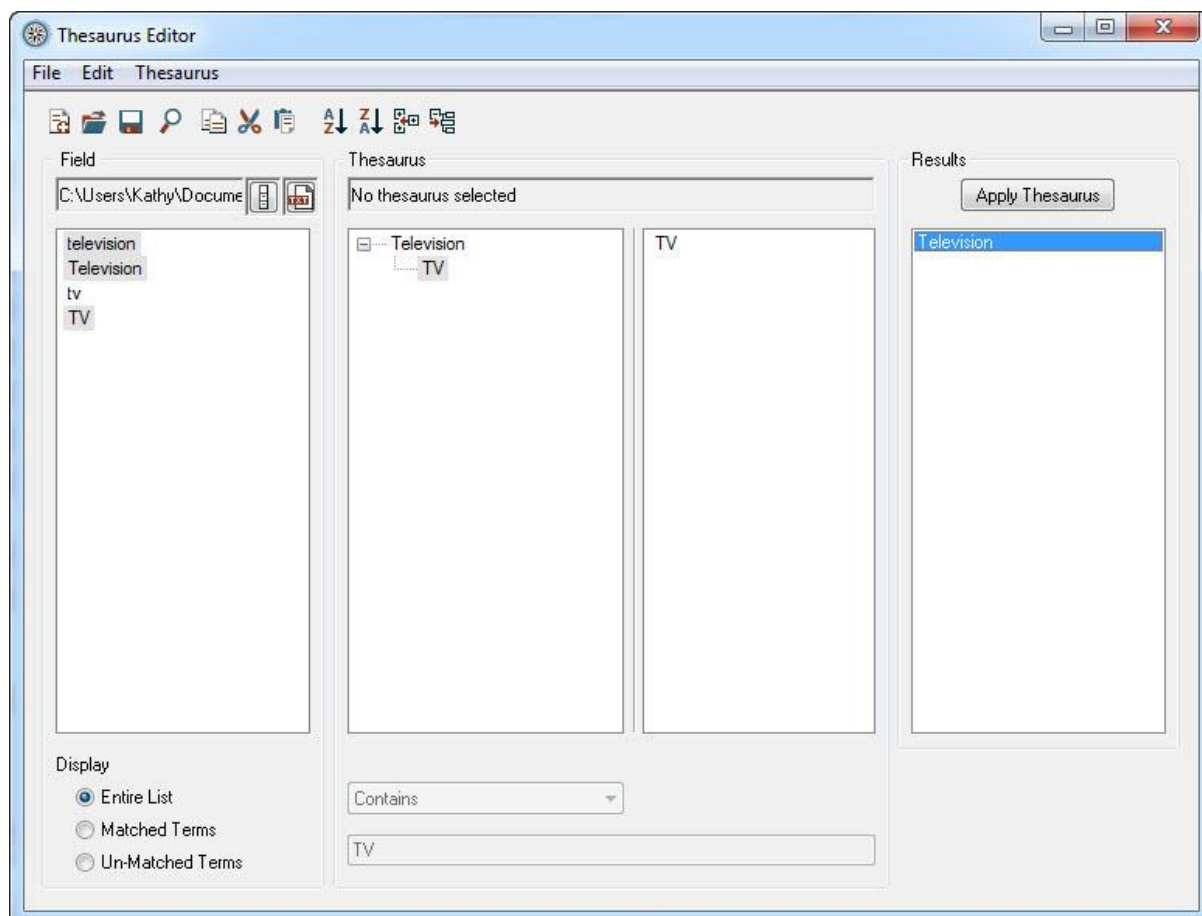 Thesaurus Editor
File Edit Thesaurus
Field
Thesaurus
Results
C:\Users\Kathy\Docume
TXT
No thesaurus selected
Apply Thesaurus
television
Television
tv
TV
Television
TV
TV
Television
Display
Entire List
Matched Terms
Un-Matched Terms
Contains
TV